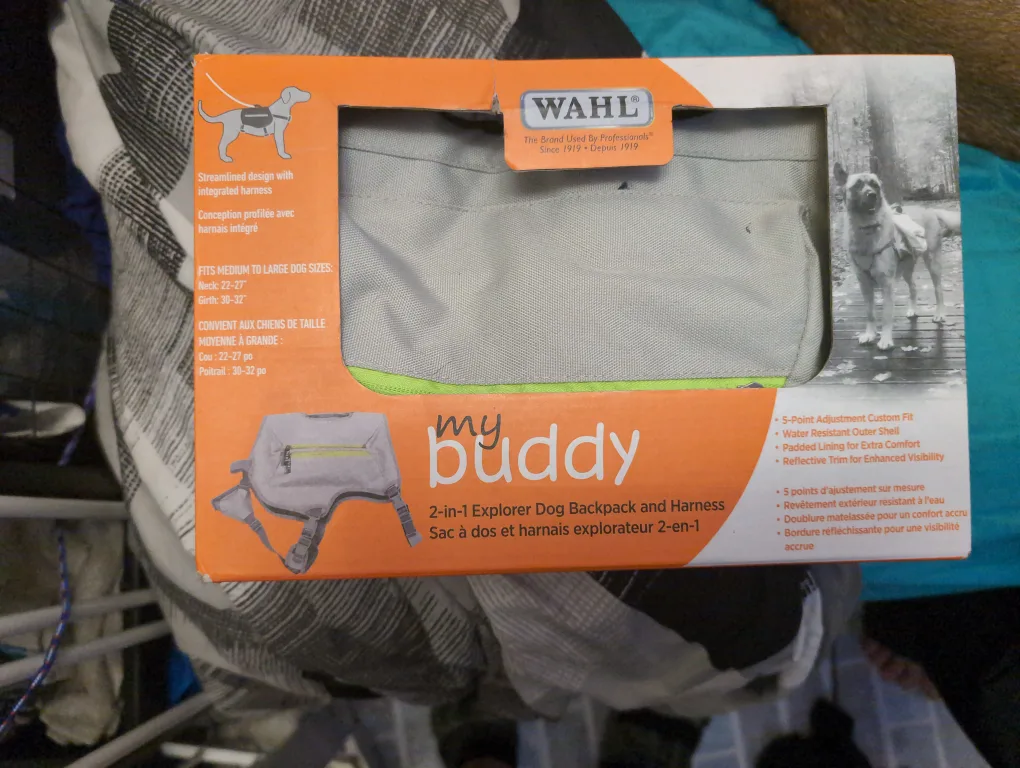 WAHL®
The Brand Used By Professionals®
Since 1919 • Depuis 1919
Streamlined design with
integrated harness
Conception profilée avec
harnais intégré
FITS MEDIUM TO LARGE DOG SIZES:
Neck: 22-27"
Girth: 30-32"
CONVIENT AUX CHIENS DE TAILLE
MOYENNE À GRANDE :
Cou : 22-27 po
Poitrail : 30-32 po
my
buddy
2-in-1 Explorer Dog Backpack and Harness
Sac à dos et harnais explorateur 2-en-1
• 5-Point Adjustment Custom Fit
• Water Resistant Outer Shell
• Padded Lining for Extra Comfort
• Reflective Trim for Enhanced Visibility
• 5 points d'ajustement sur mesure
• Revêtement extérieur résistant à l'eau
• Doublure matelassée pour un confort accru
• Bordure réfléchissante pour une visibilité
accrue